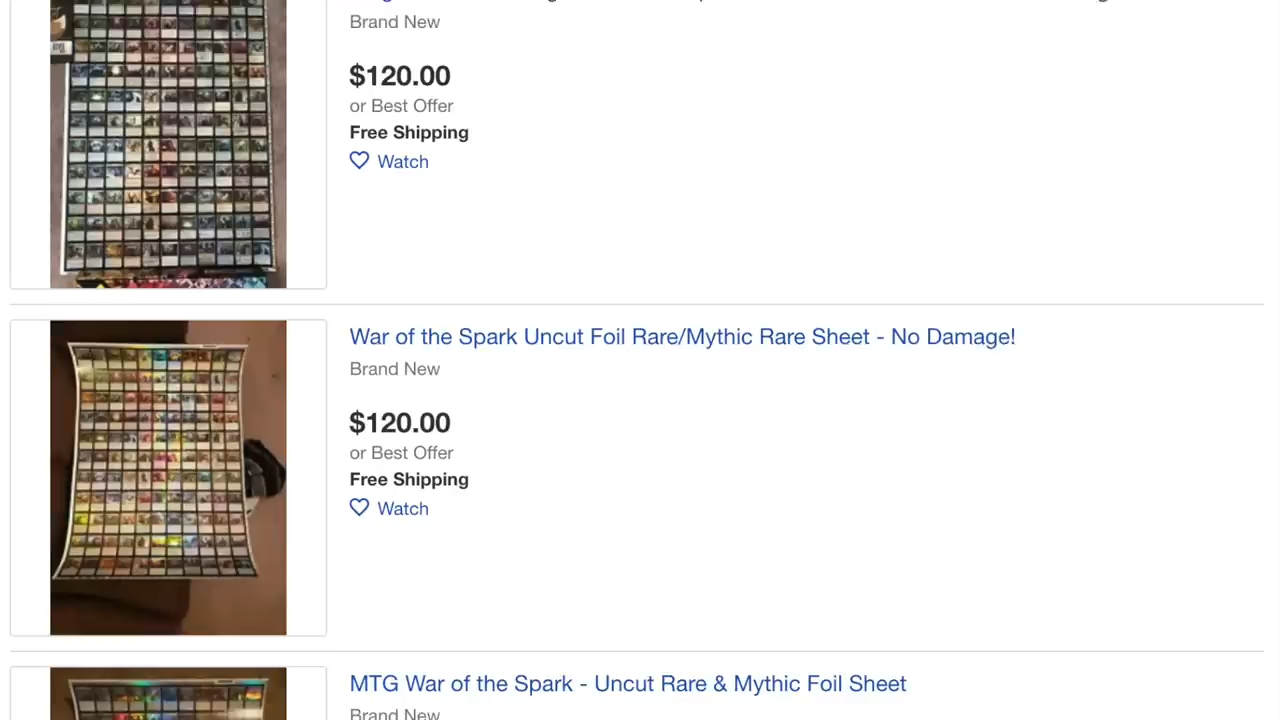 Brand New
$120.00
or Best Offer
Free Shipping
Watch
War of the Spark Uncut Foil Rare/Mythic Rare Sheet - No Damage!
Brand New
$120.00
or Best Offer
Free Shipping
Watch
MTG War of the Spark - Uncut Rare & Mythic Foil Sheet
Brand New